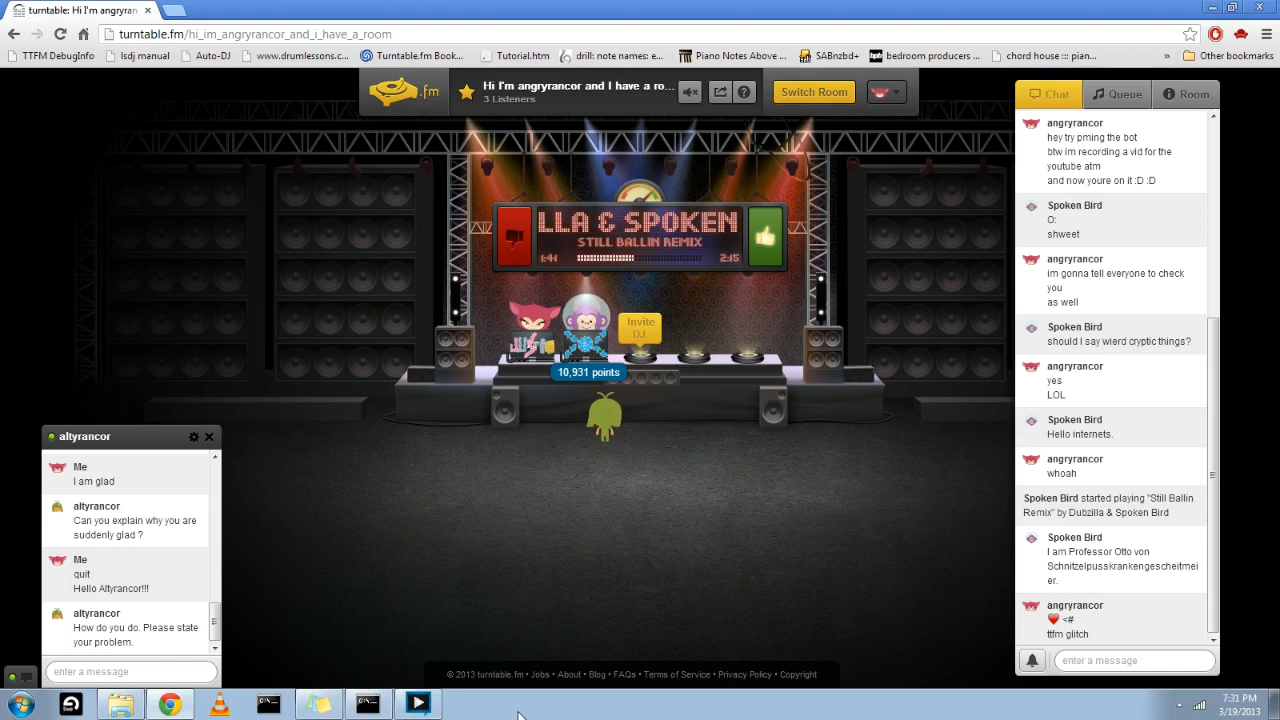 turntable: Hi I'm angryran
turntable.fm/hi_im_angryrancor_and_i_have_a_room
TTFM DebugInfo
lsdj manual
Auto-DJ
www.drumlessons.c...
Turntable.fm book...
Tutorial.htm
drill: note names: e...
Piano Notes Above ...
SABnzbd+
bedroom producers ...
chord house :: pian...
»
Other bookmarks
.fm
Hi I'm angryrancor and I have a ro...
3 Listeners
Switch Room
LLA & SPOKEN
STILL BALLIN REMIX
1:41
2:15
Invite
DJ
10,931 points
altyrancor
Me
I am glad
altyrancor
Can you explain why you are
suddenly glad ?
Me
quit
Hello Altyrancor!!!
altyrancor
How do you do. Please state
your problem.
enter a message
Chat
Queue
Room
angryrancor
hey try pming the bot
btw im recording a vid for the
youtube atm
and now youre on it :D :D
Spoken Bird
O:
shweet
angryrancor
im gonna tell everyone to check
you
as well
Spoken Bird
should I say wierd cryptic things?
angryrancor
yes
LOL
Spoken Bird
Hello internets.
angryrancor
whoah
Spoken Bird started playing "Still Ballin
Remix" by Dubzilla & Spoken Bird
Spoken Bird
I am Professor Otto von
Schnitzelpusskrankengescheitmei
er.
angryrancor
❤ <#
ttfm glitch
enter a message
© 2013 turntable.fm • Jobs • About • Blog • FAQs • Terms of Service • Privacy Policy • Copyright
7:31 PM
3/19/2013